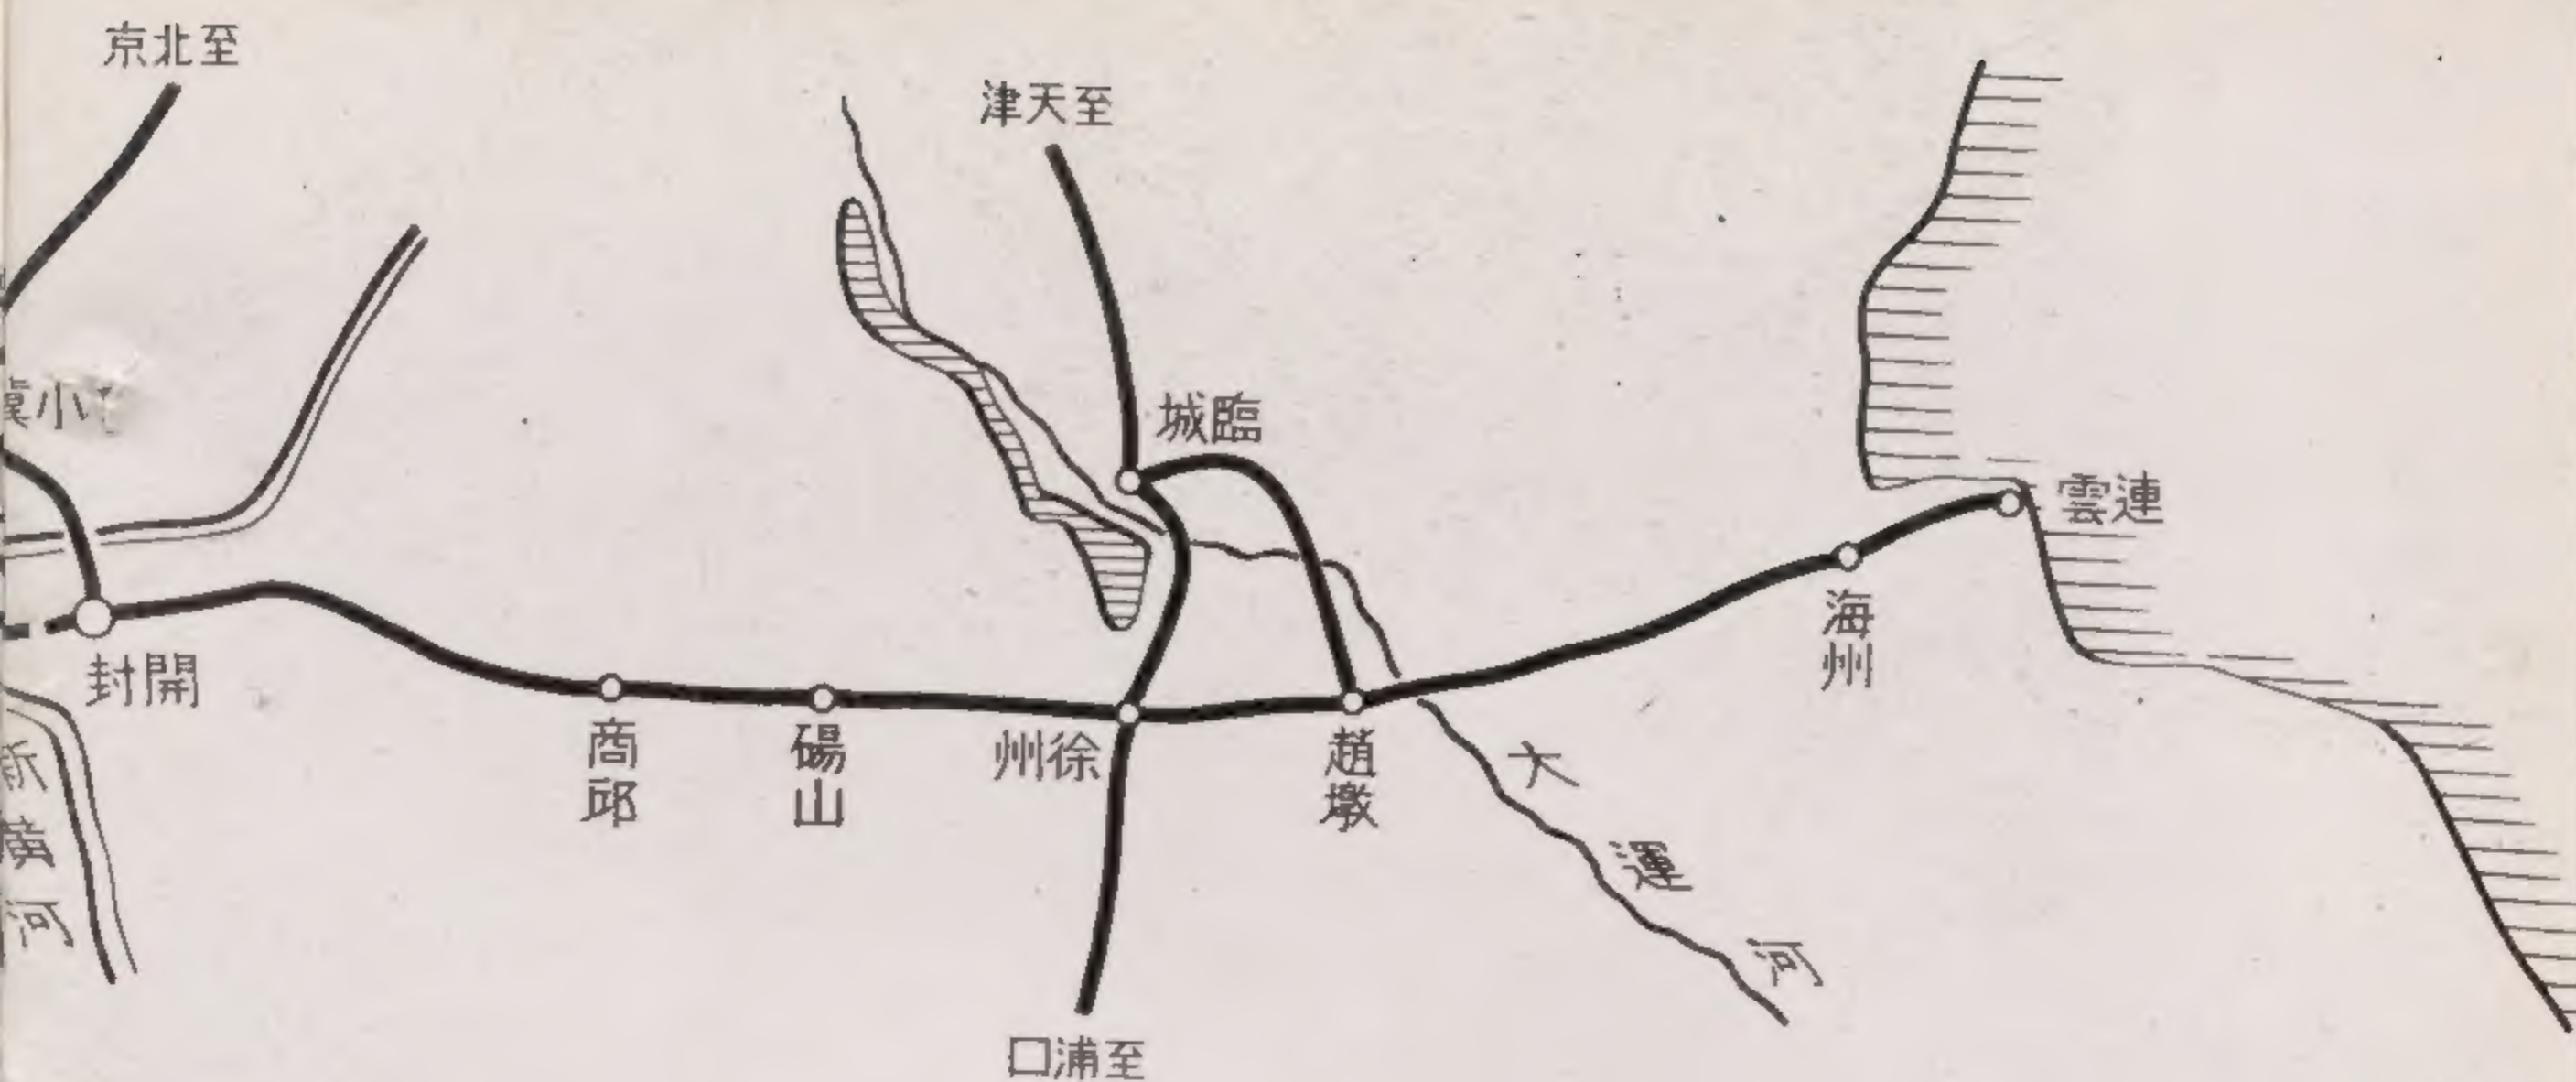 至北京
至天津
小
臨城
連雲
海州
開封
商邱
碭山
徐州
趙墩
大運河
新
河
至浦口